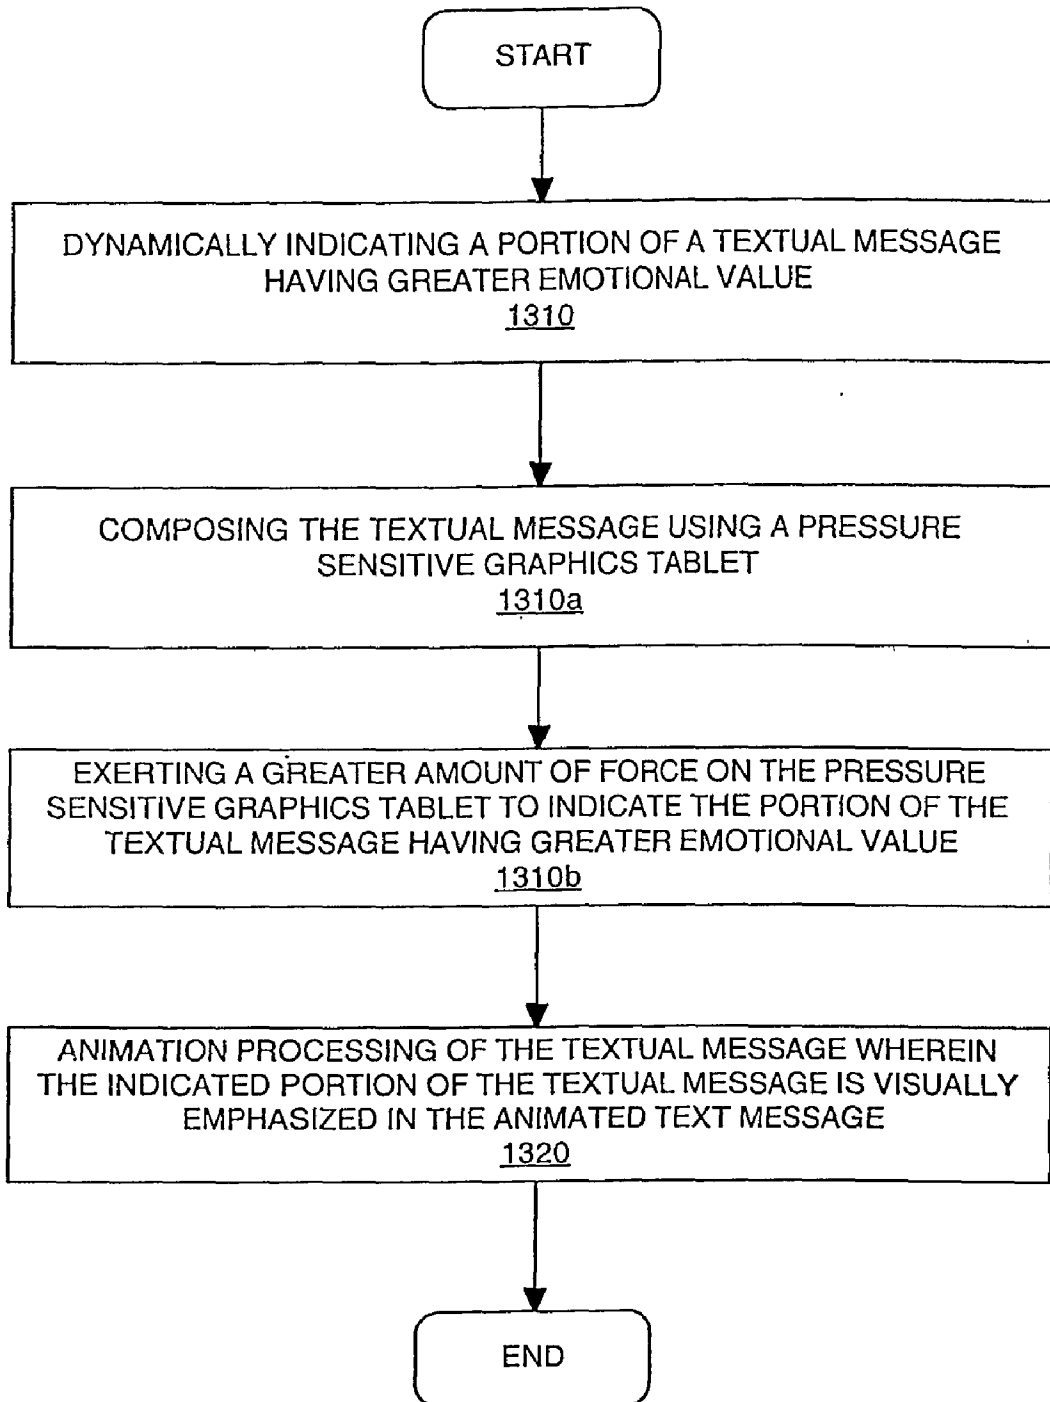 START
DYNAMICALLY INDICATING A PORTION OF A TEXTUAL MESSAGE
HAVING GREATER EMOTIONAL VALUE
1310
COMPOSING THE TEXTUAL MESSAGE USING A PRESSURE
SENSITIVE GRAPHICS TABLET
1310a
EXERTING A GREATER AMOUNT OF FORCE ON THE PRESSURE
SENSITIVE GRAPHICS TABLET TO INDICATE THE PORTION OF THE
TEXTUAL MESSAGE HAVING GREATER EMOTIONAL VALUE
1310b
ANIMATION PROCESSING OF THE TEXTUAL MESSAGE WHEREIN
THE INDICATED PORTION OF THE TEXTUAL MESSAGE IS VISUALLY
EMPHASIZED IN THE ANIMATED TEXT MESSAGE
1320
END